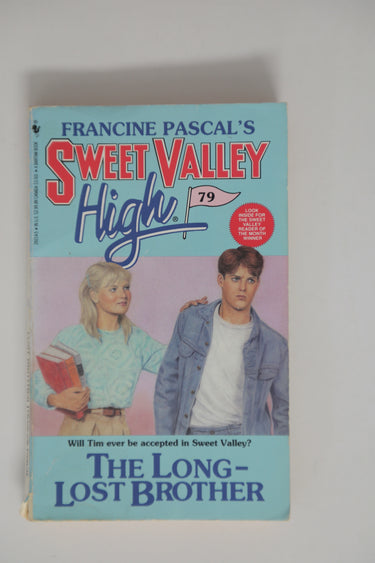 FRANCINE PASCAL'S
SWEET VALLEY
High®
79
LOOK
INSIDE FOR
THE SWEET
VALLEY
READER OF
THE MONTH
WINNER
Will Tim ever be accepted in Sweet Valley?
THE LONG–
LOST BROTHER